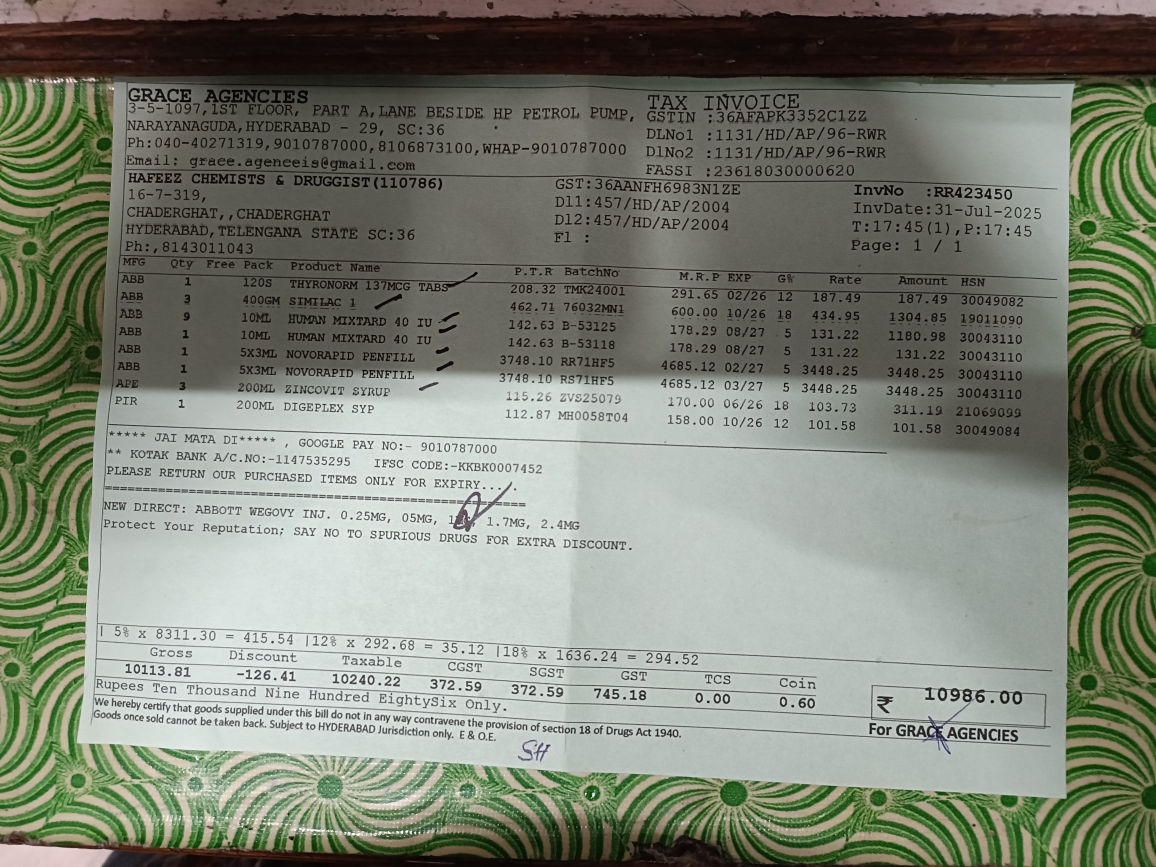 GRACE AGENCIES
3-5-1097,1ST FLOOR, PART A,LANE BESIDE HP PETROL PUMP,
NARAYANAGUDA,HYDERABAD - 29, SC:36
Ph:040-40271319,9010787000,8106873100,WHAP-9010787000
Email: graee.agenceis@gmail.com
TAX INVOICE
GSTIN :36AFAPK3352C1ZZ
DLNo1 :1131/HD/AP/96-RWR
DlNo2 :1131/HD/AP/96-RWR
FASSI :23618030000620
HAFEEZ CHEMISTS & DRUGGIST(110786)
16-7-319,
CHADERGHAT,,CHADERGHAT
HYDERABAD,TELENGANA STATE SC:36
Ph:,8143011043
GST:36AANFH6983N1ZE
Dl1:457/HD/AP/2004
Dl2:457/HD/AP/2004
Fl :
InvNo :RR423450
InvDate:31-Jul-2025
T:17:45(1),P:17:45
Page: 1 / 1
MFG Qty Free Pack Product Name P.T.R BatchNo M.R.P EXP G% Rate Amount HSN
ABB 1 120S THYRONORM 137MCG TABS 208.32 TMK24001 291.65 02/26 12 187.49 187.49 30049082
ABB 3 400GM SIMILAC 1 462.71 76032MN1 600.00 10/26 18 434.95 1304.85 19011090
ABB 9 10ML HUMAN MIXTARD 40 IU 142.63 B-53125 178.29 08/27 5 131.22 1180.98 30043110
ABB 1 10ML HUMAN MIXTARD 40 IU 142.63 B-53118 178.29 08/27 5 131.22 131.22 30043110
ABB 1 5X3ML NOVORAPID PENFILL 3748.10 RR71HF5 4685.12 02/27 5 3448.25 3448.25 30043110
ABB 1 5X3ML NOVORAPID PENFILL 3748.10 RS71HF5 4685.12 03/27 5 3448.25 3448.25 30043110
APE 3 200ML ZINCOVIT SYRUP 115.26 ZVS25079 170.00 06/26 18 103.73 311.19 21069099
PIR 1 200ML DIGEPLEX SYP 112.87 MH0058T04 158.00 10/26 12 101.58 101.58 30049084
***** JAI MATA DI***** , GOOGLE PAY NO:- 9010787000
** KOTAK BANK A/C.NO:-1147535295 IFSC CODE:-KKBK0007452
PLEASE RETURN OUR PURCHASED ITEMS ONLY FOR EXPIRY....
NEW DIRECT: ABBOTT WEGOVY INJ. 0.25MG, 05MG, 1.7MG, 2.4MG
Protect Your Reputation; SAY NO TO SPURIOUS DRUGS FOR EXTRA DISCOUNT.
| 5% x 8311.30 = 415.54 |12% x 292.68 = 35.12 |18% x 1636.24 = 294.52
Gross Discount Taxable CGST SGST GST TCS Coin
10113.81 -126.41 10240.22 372.59 372.59 745.18 0.00 0.60
₹ 10986.00
Rupees Ten Thousand Nine Hundred EightySix Only.
We hereby certify that goods supplied under this bill do not in any way contravene the provision of section 18 of Drugs Act 1940.
Goods once sold cannot be taken back. Subject to HYDERABAD Jurisdiction only. E & O.E.
For GRACE AGENCIES
SH